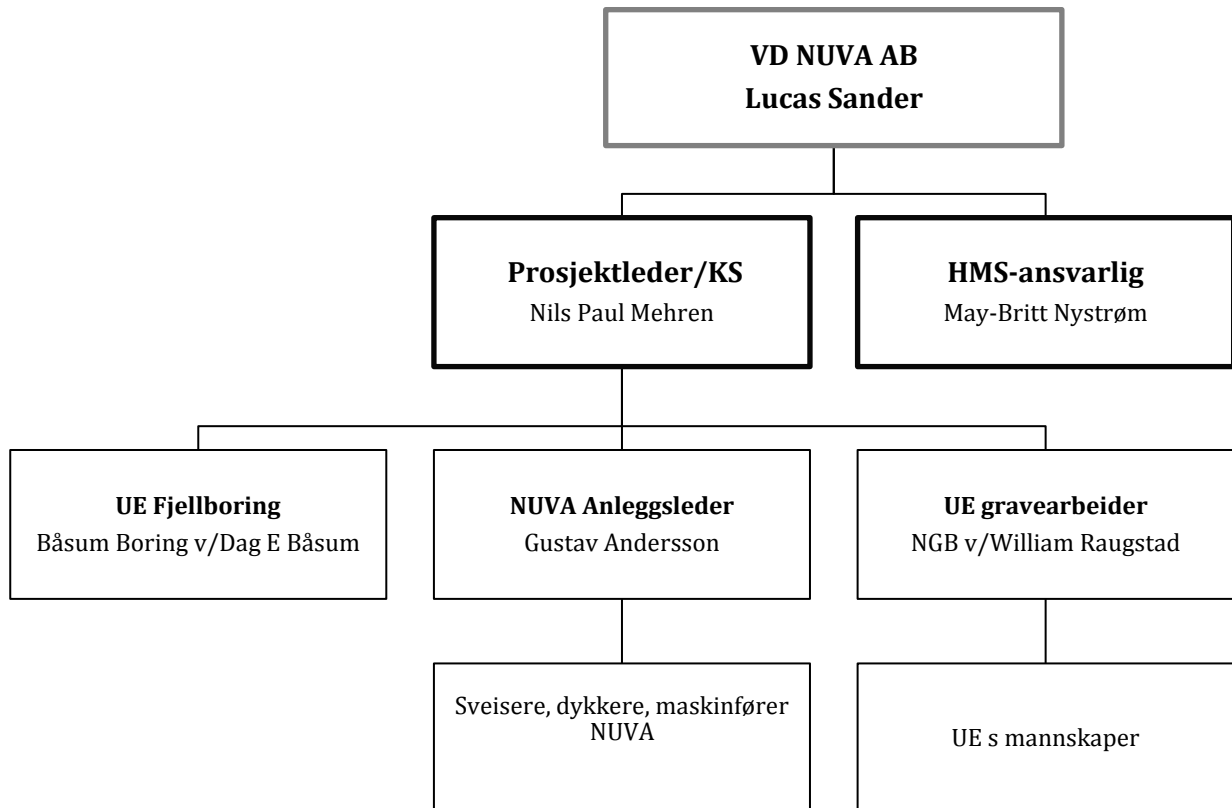 VD NUVA AB
Lucas Sander
Prosjektleder/KS
Nils Paul Mehren
HMS-ansvarlig
May-Britt Nystrøm
UE Fjellboring
Båsum Boring v/Dag E Båsum
NUVA Anleggsleder
Gustav Andersson
UE gravearbeider
NGB v/William Raugstad
Sveisere, dykkere, maskinfører
NUVA
UE s mannskaper